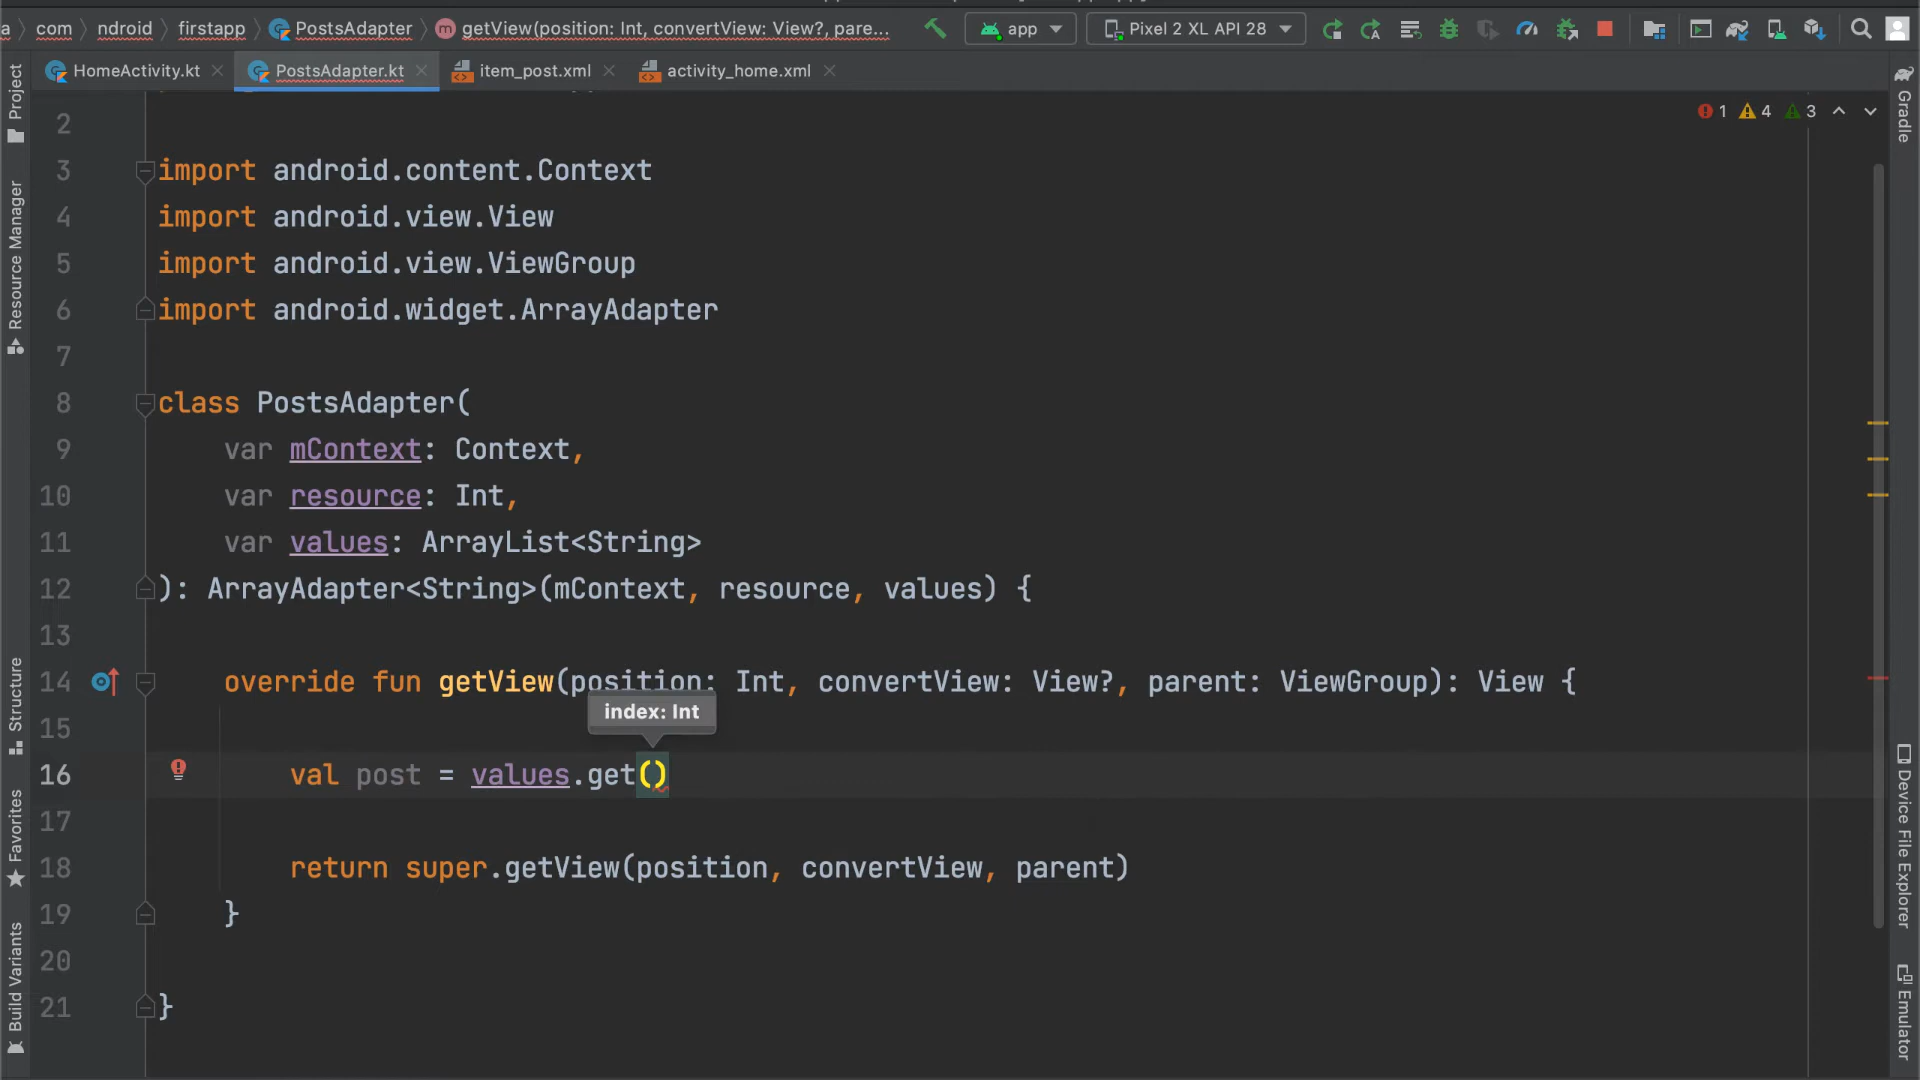 a com ndroid firstapp PostsAdapter getView(position: Int, convertView: View?, pare... app Pixel 2 XL API 28
HomeActivity.kt PostsAdapter.kt item_post.xml activity_home.xml
1 4 3
2
3 import android.content.Context
4 import android.view.View
5 import android.view.ViewGroup
6 import android.widget.ArrayAdapter
7
8 class PostsAdapter(
9 var mContext: Context,
10 var resource: Int,
11 var values: ArrayList<String>
12 ): ArrayAdapter<String>(mContext, resource, values) {
13
14 override fun getView(position: Int, convertView: View?, parent: ViewGroup): View {
index: Int
15
16 val post = values.get()
17
18 return super.getView(position, convertView, parent)
19 }
20
21 }
Project
Resource Manager
Structure
Favorites
Build Variants
Gradle
Device File Explorer
Emulator